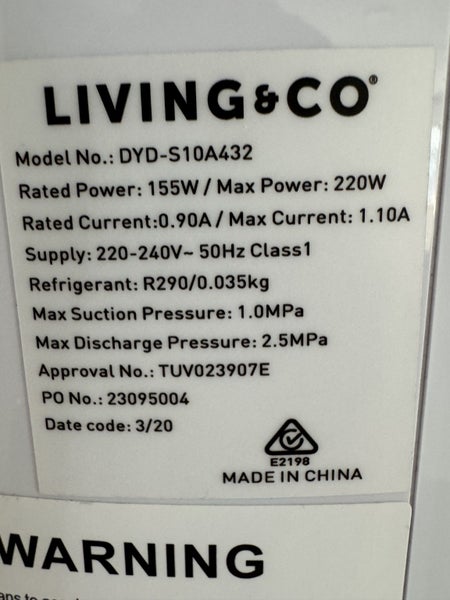 LIVING&CO®
Model No.: DYD-S10A432
Rated Power: 155W / Max Power: 220W
Rated Current:0.90A / Max Current: 1.10A
Supply: 220-240V~ 50Hz Class1
Refrigerant: R290/0.035kg
Max Suction Pressure: 1.0MPa
Max Discharge Pressure: 2.5MPa
Approval No.: TUV023907E
PO No.: 23095004
Date code: 3/20
E2198
MADE IN CHINA
WARNING